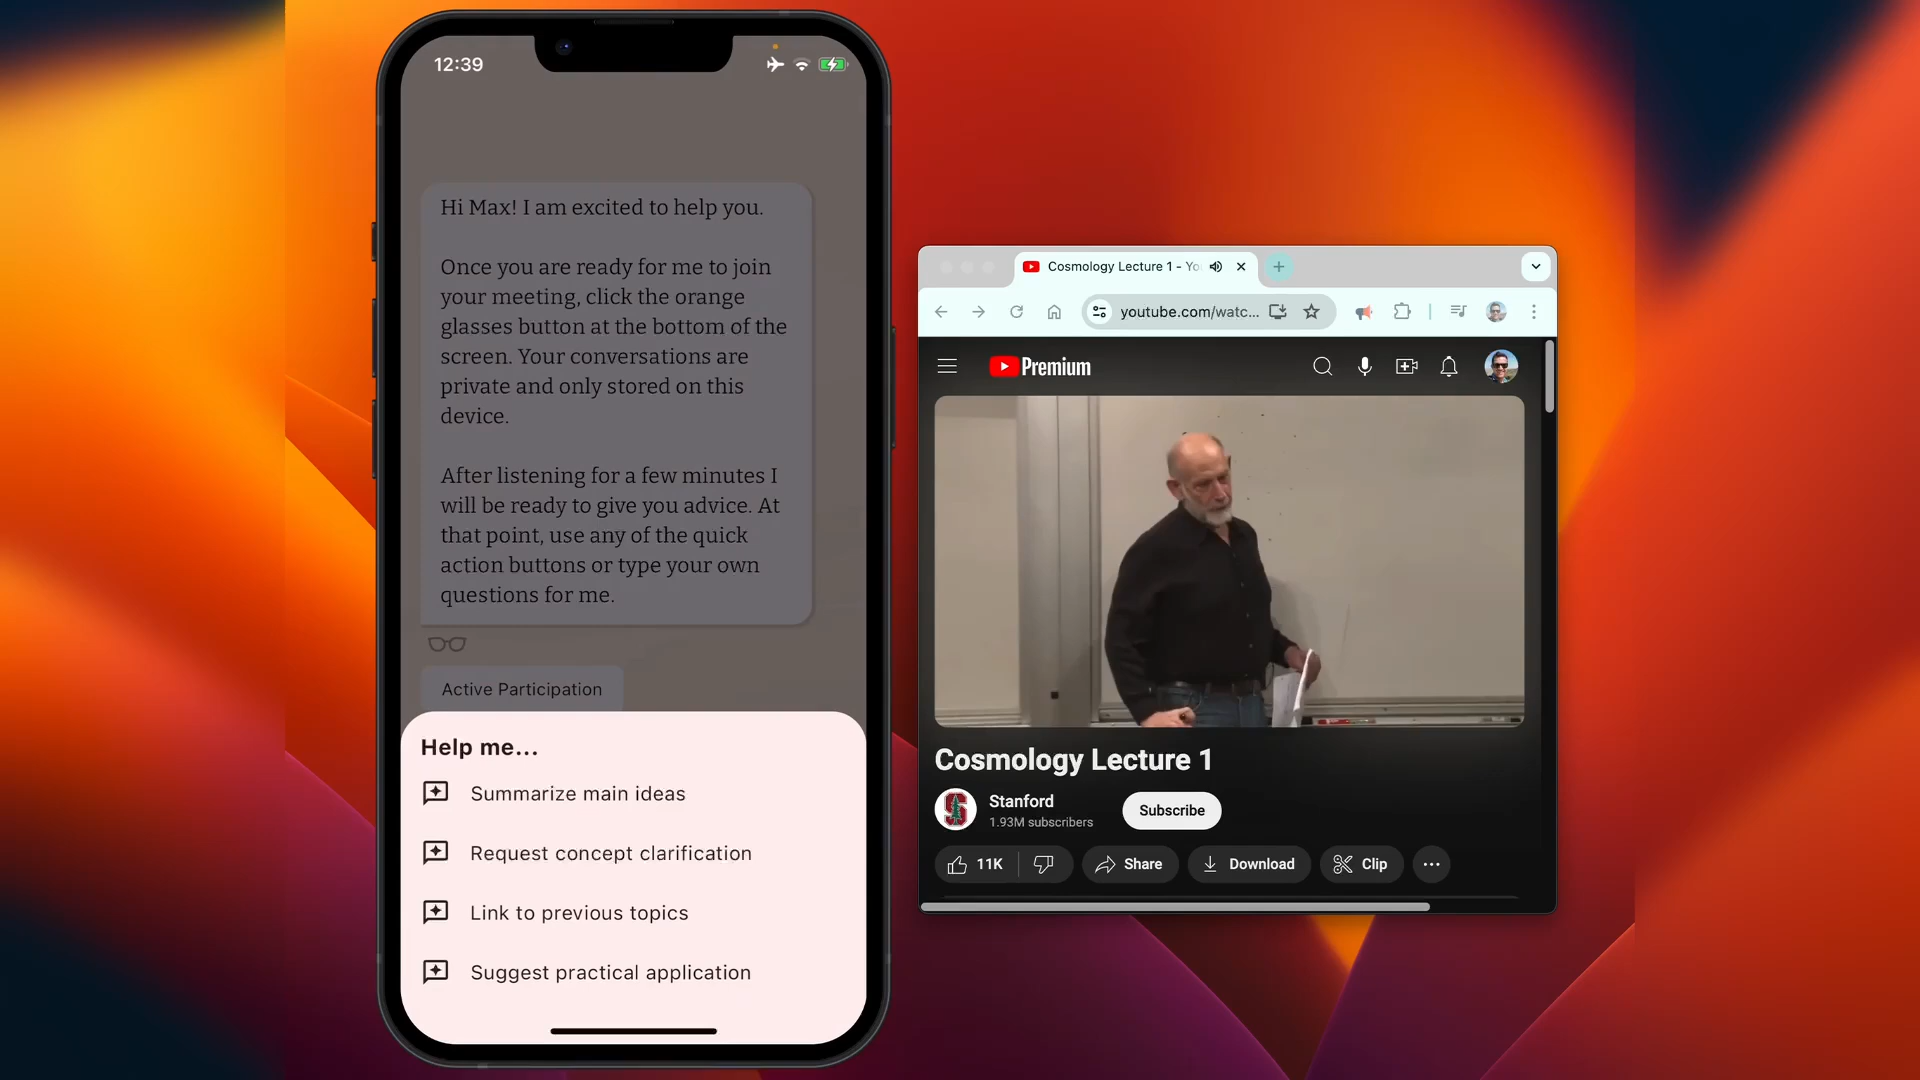 12:39
Hi Max! I am excited to help you.
Once you are ready for me to join
your meeting, click the orange
glasses button at the bottom of the
screen. Your conversations are
private and only stored on this
device.
After listening for a few minutes I
will be ready to give you advice. At
that point, use any of the quick
action buttons or type your own
questions for me.
Active Participation
Help me...
Summarize main ideas
Request concept clarification
Link to previous topics
Suggest practical application
Cosmology Lecture 1 - Yo
youtube.com/watc...
Premium
Cosmology Lecture 1
S
Stanford
1.93M subscribers
Subscribe
11K
Share
Download
Clip